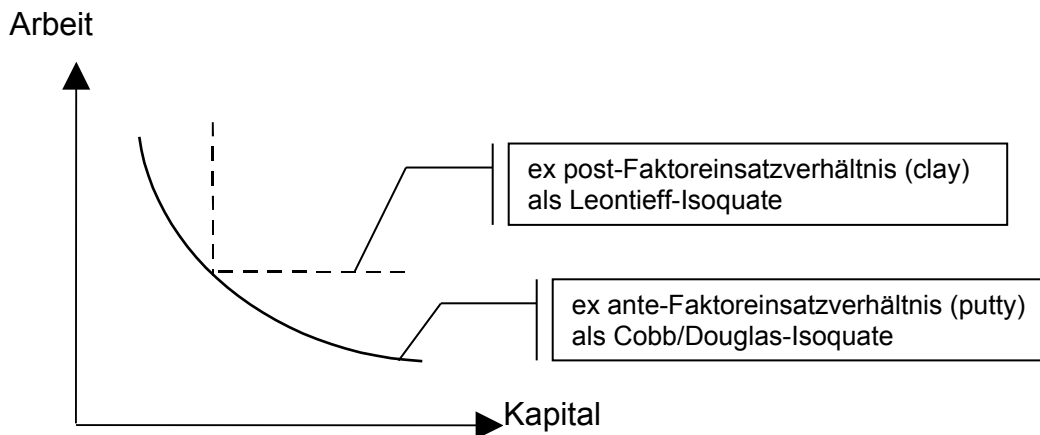 Arbeit
ex post-Faktoreinsatzverhältnis (clay)
als Leontieff-Isoquate
ex ante-Faktoreinsatzverhältnis (putty)
als Cobb/Douglas-Isoquate
Kapital